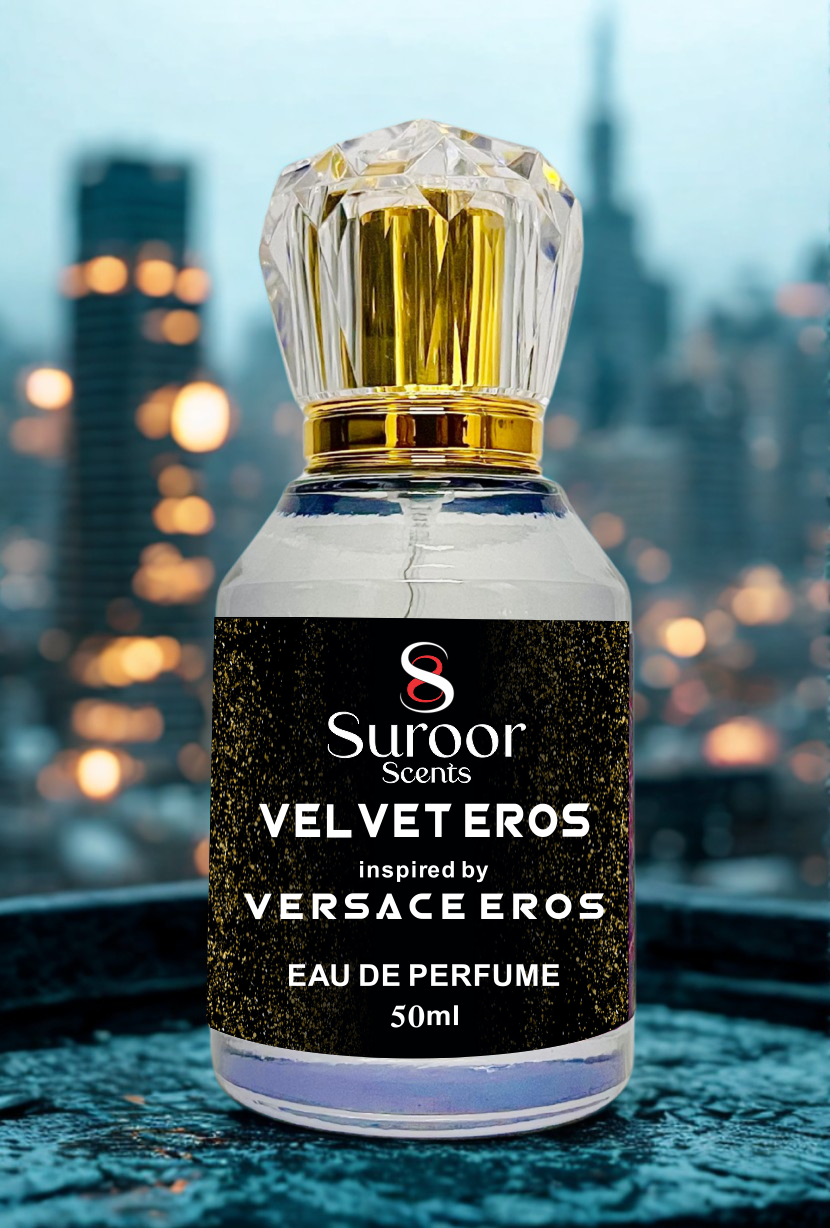 Suroor
Scents
VELVET EROS
inspired by
VERSACE EROS
EAU DE PERFUME
50ml